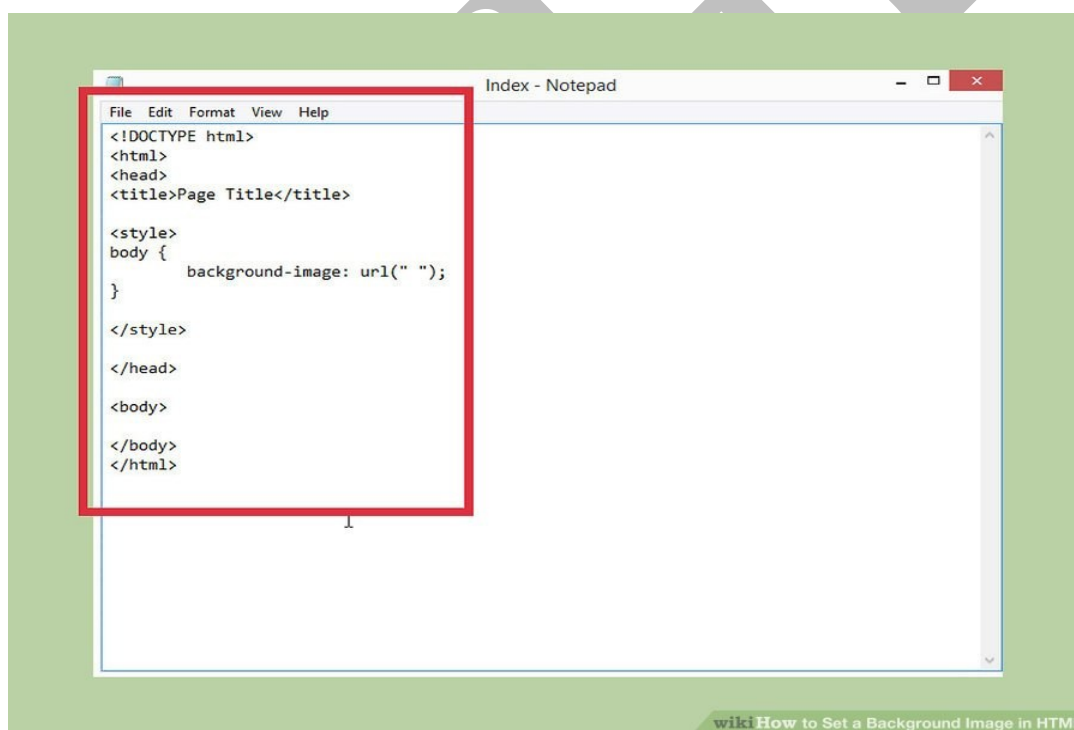 Index - Notepad
File Edit Format View Help
<!DOCTYPE html>
<html>
<head>
<title>Page Title</title>
<style>
body {
background-image: url(" ");
}
</style>
</head>
<body>
</body>
</html>
wikiHow to Set a Background Image in HTM